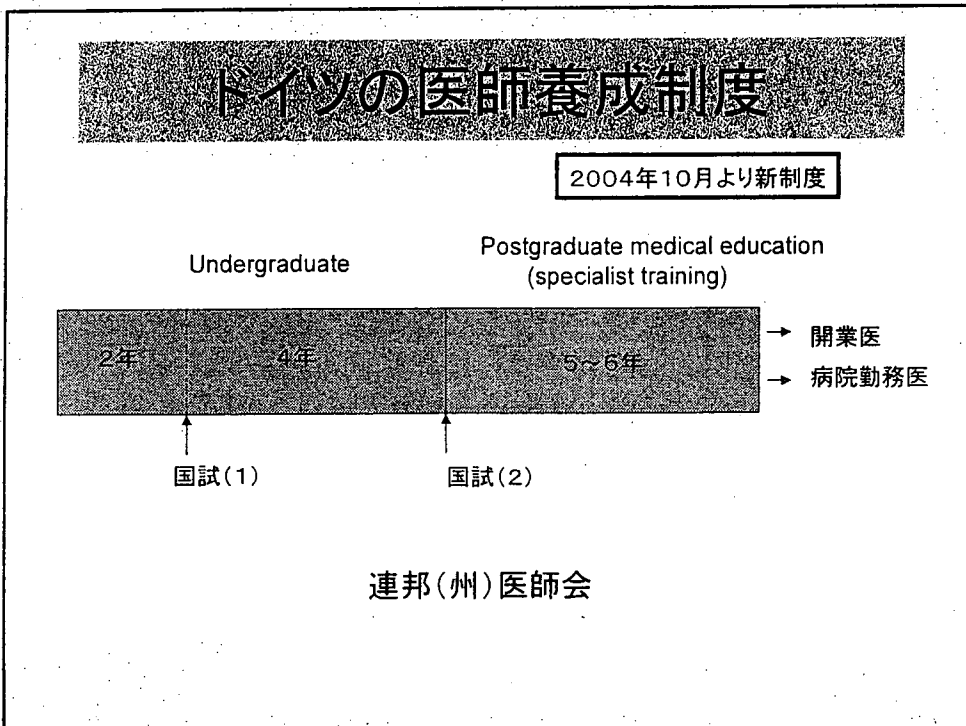 ドイツの医師養成制度
2004年10月より新制度
Undergraduate
Postgraduate medical education
(specialist training)
2年
4年
5~6年
開業医
病院勤務医
国試(1)
国試(2)
連邦(州)医師会